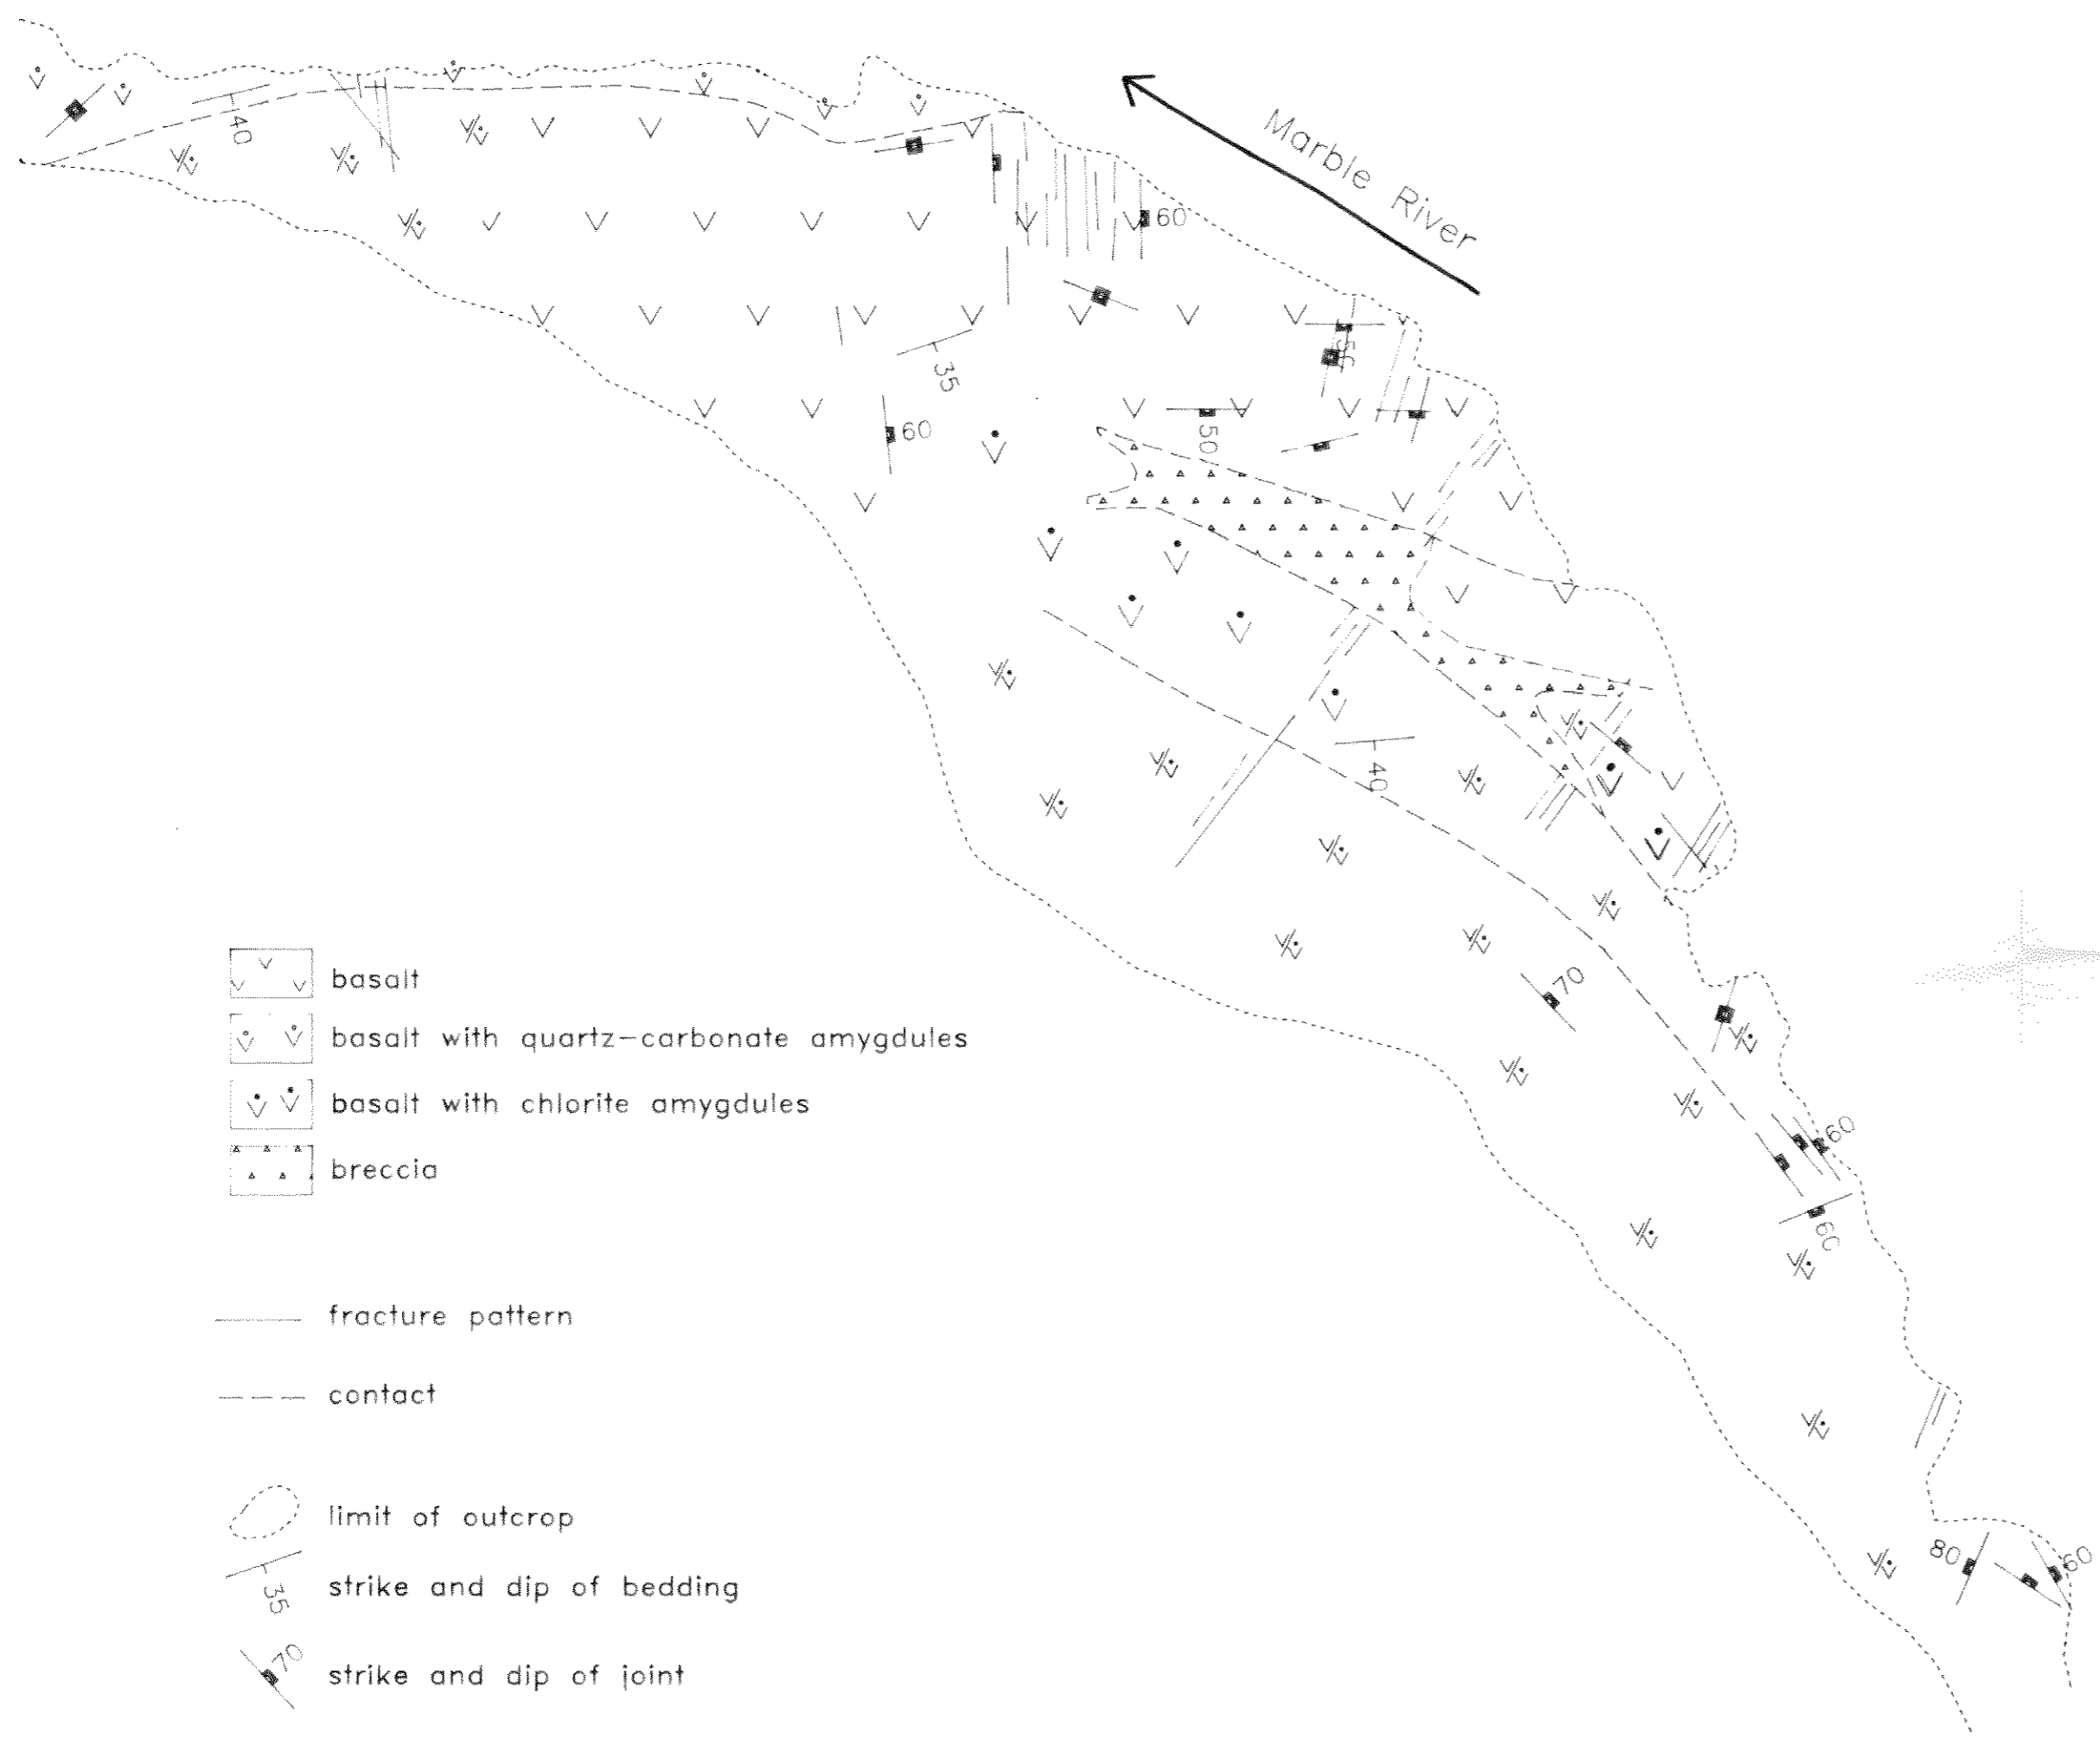 40
Marble River
60
35
60
50
40
70
60
60
80
60
basalt
basalt with quartz-carbonate amygdules
basalt with chlorite amygdules
breccia
fracture pattern
contact
limit of outcrop
35
strike and dip of bedding
70
strike and dip of joint